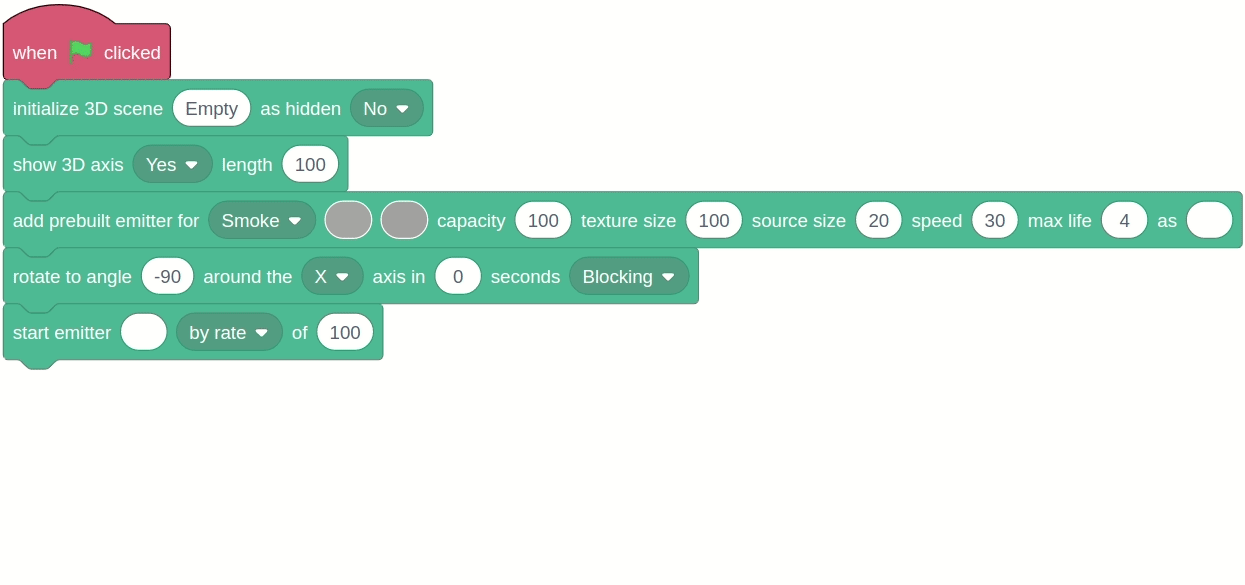 when clicked
initialize 3D scene Empty as hidden No
show 3D axis Yes length 100
add prebuilt emitter for Smoke capacity 100 texture size 100 source size 20 speed 30 max life 4 as
rotate to angle -90 around the X axis in 0 seconds Blocking
start emitter by rate of 100